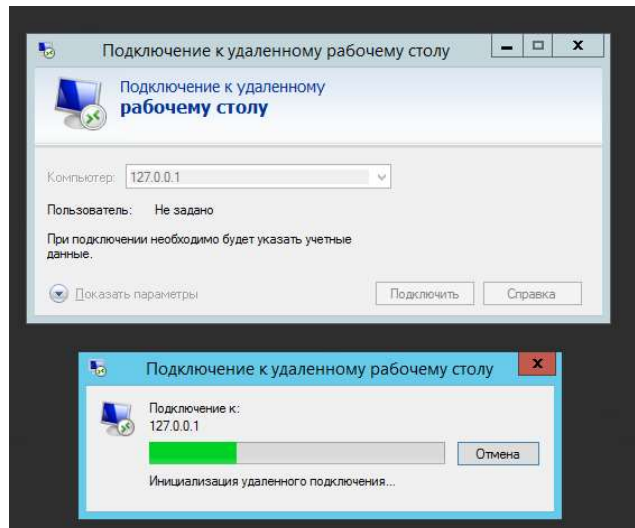 Подключение к удаленному рабочему столу
Подключение к удаленному
рабочему столу
Компьютер: 127.0.0.1
Пользователь: Не задано
При подключении необходимо будет указать учетные
данные.
Показать параметры Подключить Справка
Подключение к удаленному рабочему столу
Подключение к:
127.0.0.1
Отмена
Инициализация удаленного подключения...